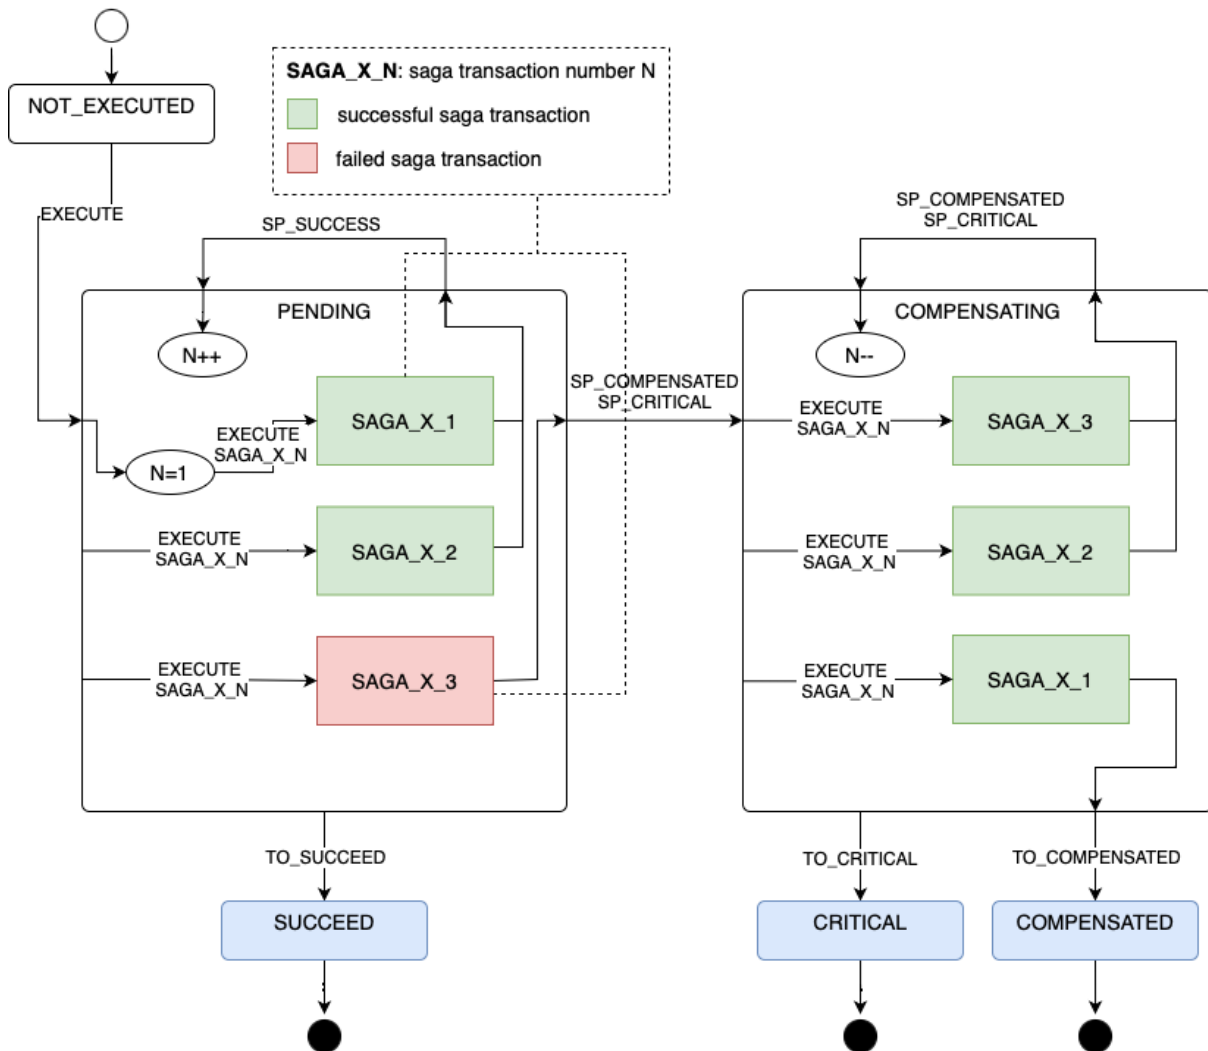 SAGA_X_N: saga transaction number N
successful saga transaction
failed saga transaction
NOT_EXECUTED
EXECUTE
SP_SUCCESS
PENDING
N++
N=1
EXECUTE
SAGA_X_N
SAGA_X_1
EXECUTE
SAGA_X_N
SAGA_X_2
EXECUTE
SAGA_X_N
SAGA_X_3
SP_COMPENSATED
SP_CRITICAL
SP_COMPENSATED
SP_CRITICAL
COMPENSATING
N--
EXECUTE
SAGA_X_N
SAGA_X_3
EXECUTE
SAGA_X_N
SAGA_X_2
EXECUTE
SAGA_X_N
SAGA_X_1
TO_SUCCEED
SUCCEED
TO_CRITICAL
CRITICAL
TO_COMPENSATED
COMPENSATED